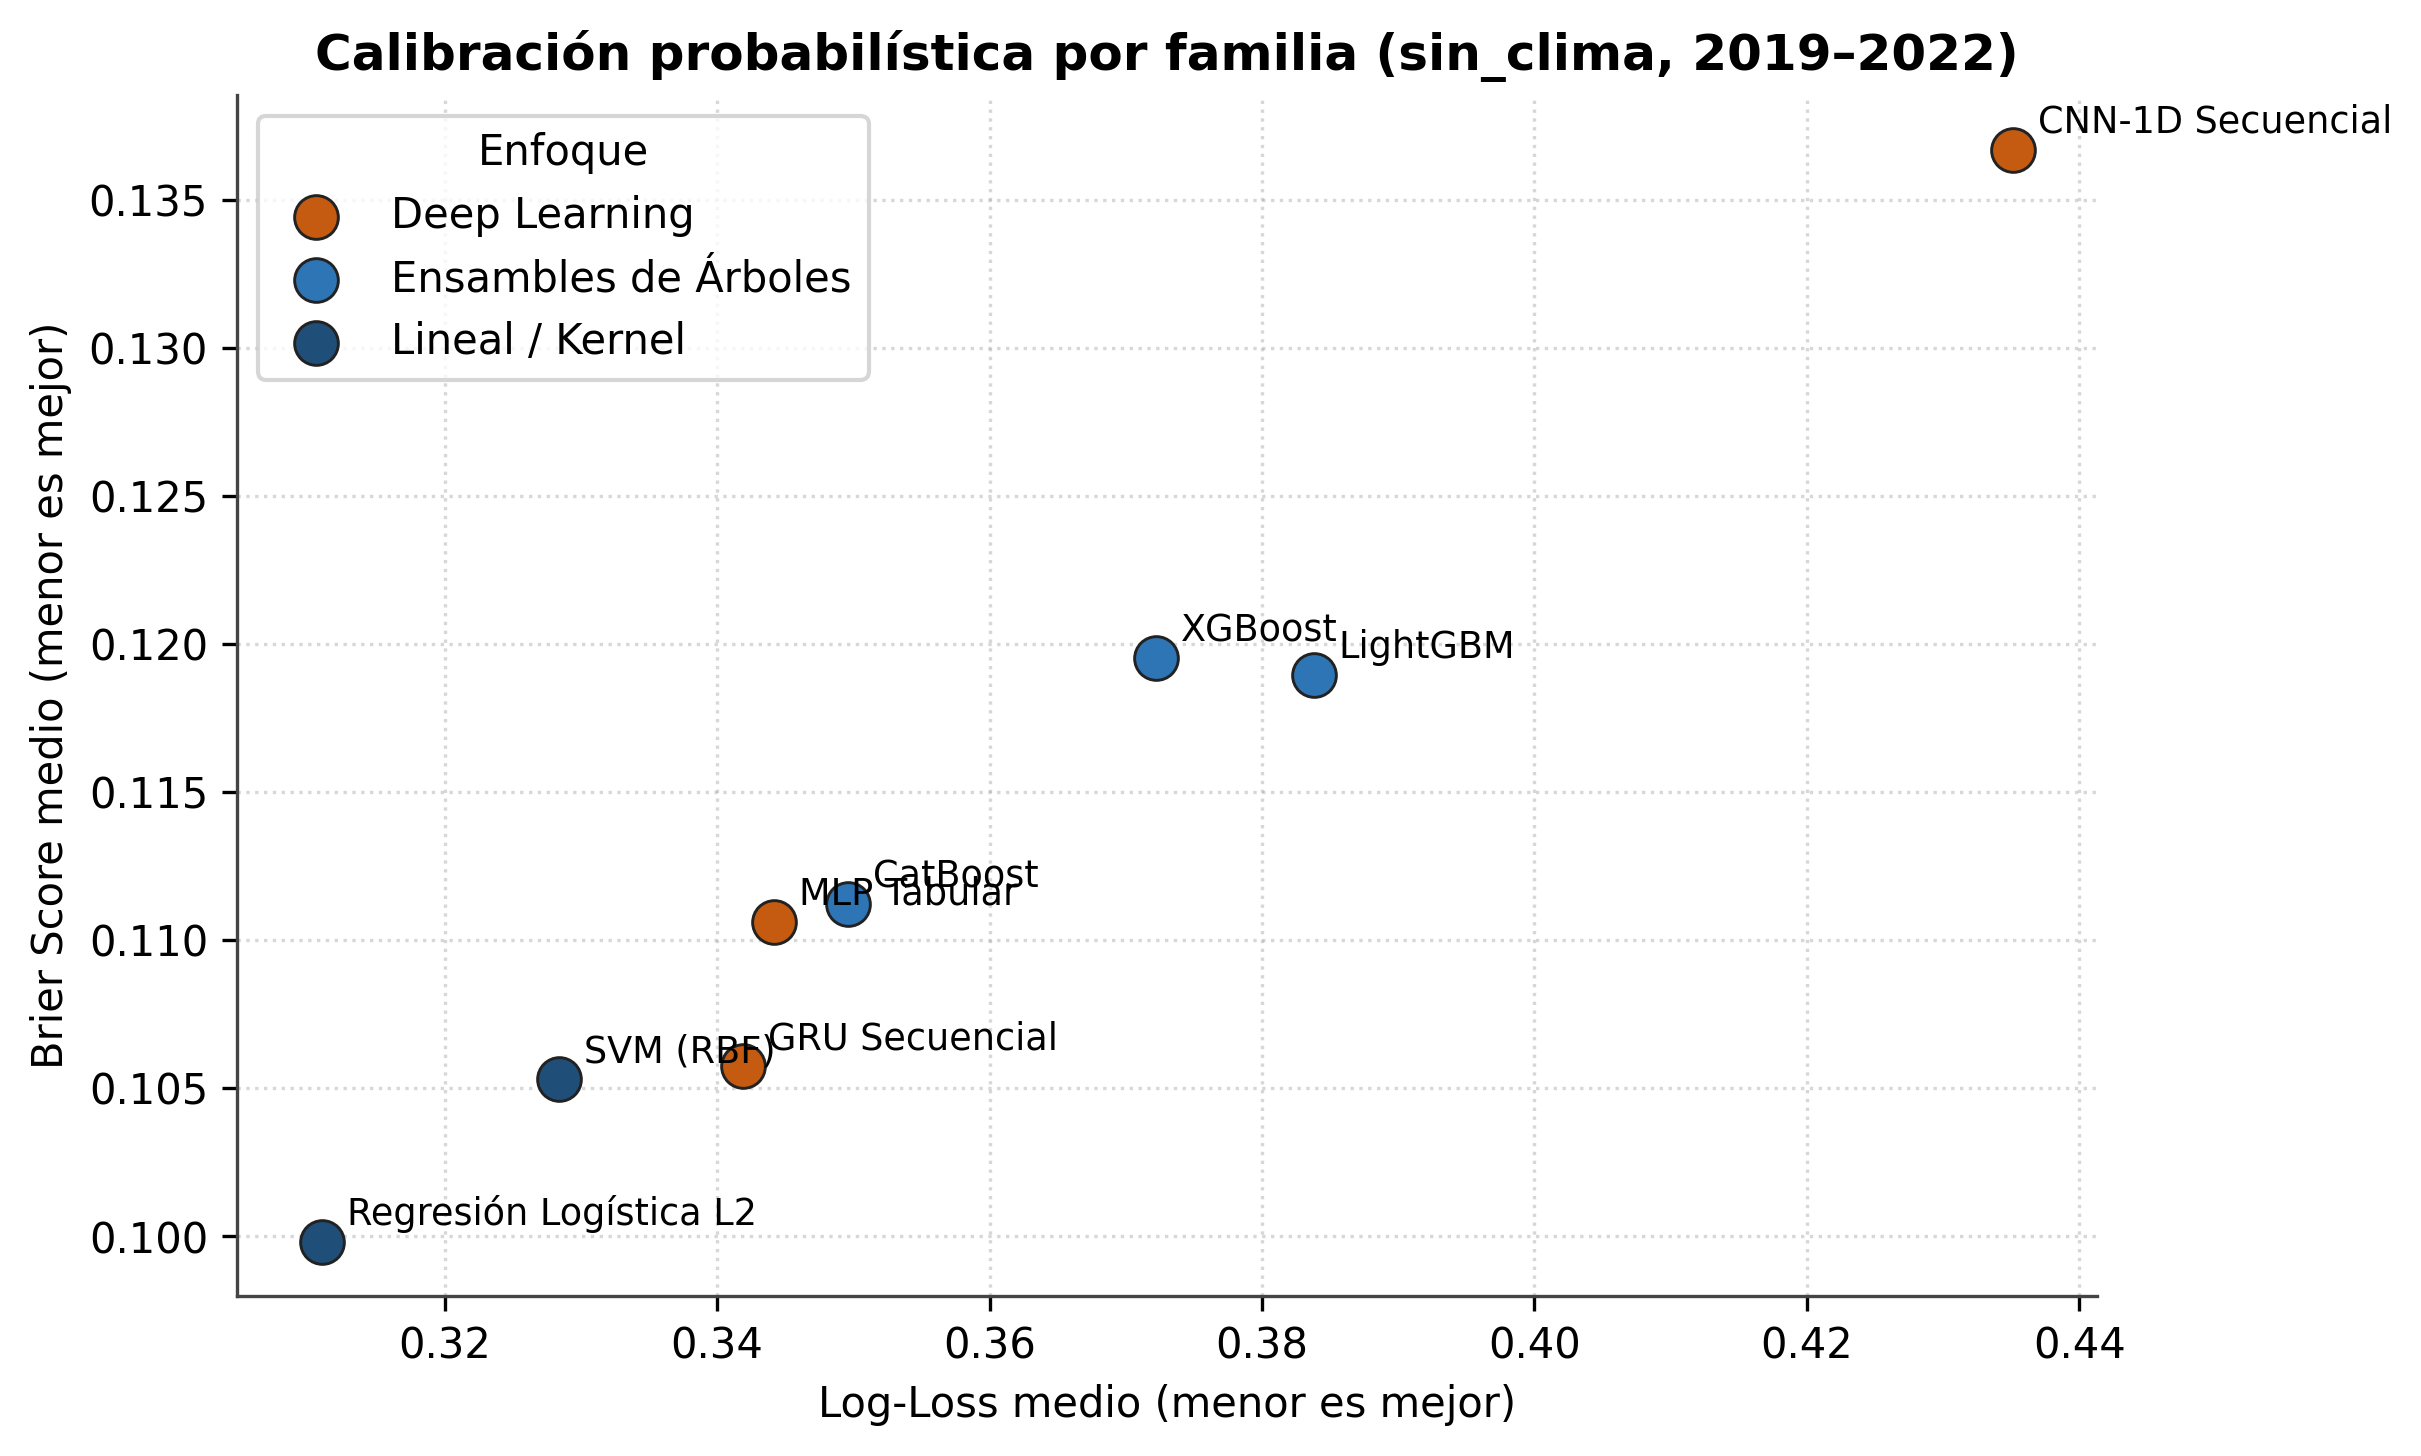 Calibración probabilística por familia (sin_clima, 2019–2022)
Enfoque
Deep Learning
Ensambles de Árboles
Lineal / Kernel
CNN-1D Secuencial
XGBoost
LightGBM
CatBoost
MLP Tabular
GRU Secuencial
SVM (RBF)
Regresión Logística L2
Brier Score medio (menor es mejor)
0.135
0.130
0.125
0.120
0.115
0.110
0.105
0.100
0.32 0.34 0.36 0.38 0.40 0.42 0.44
Log-Loss medio (menor es mejor)